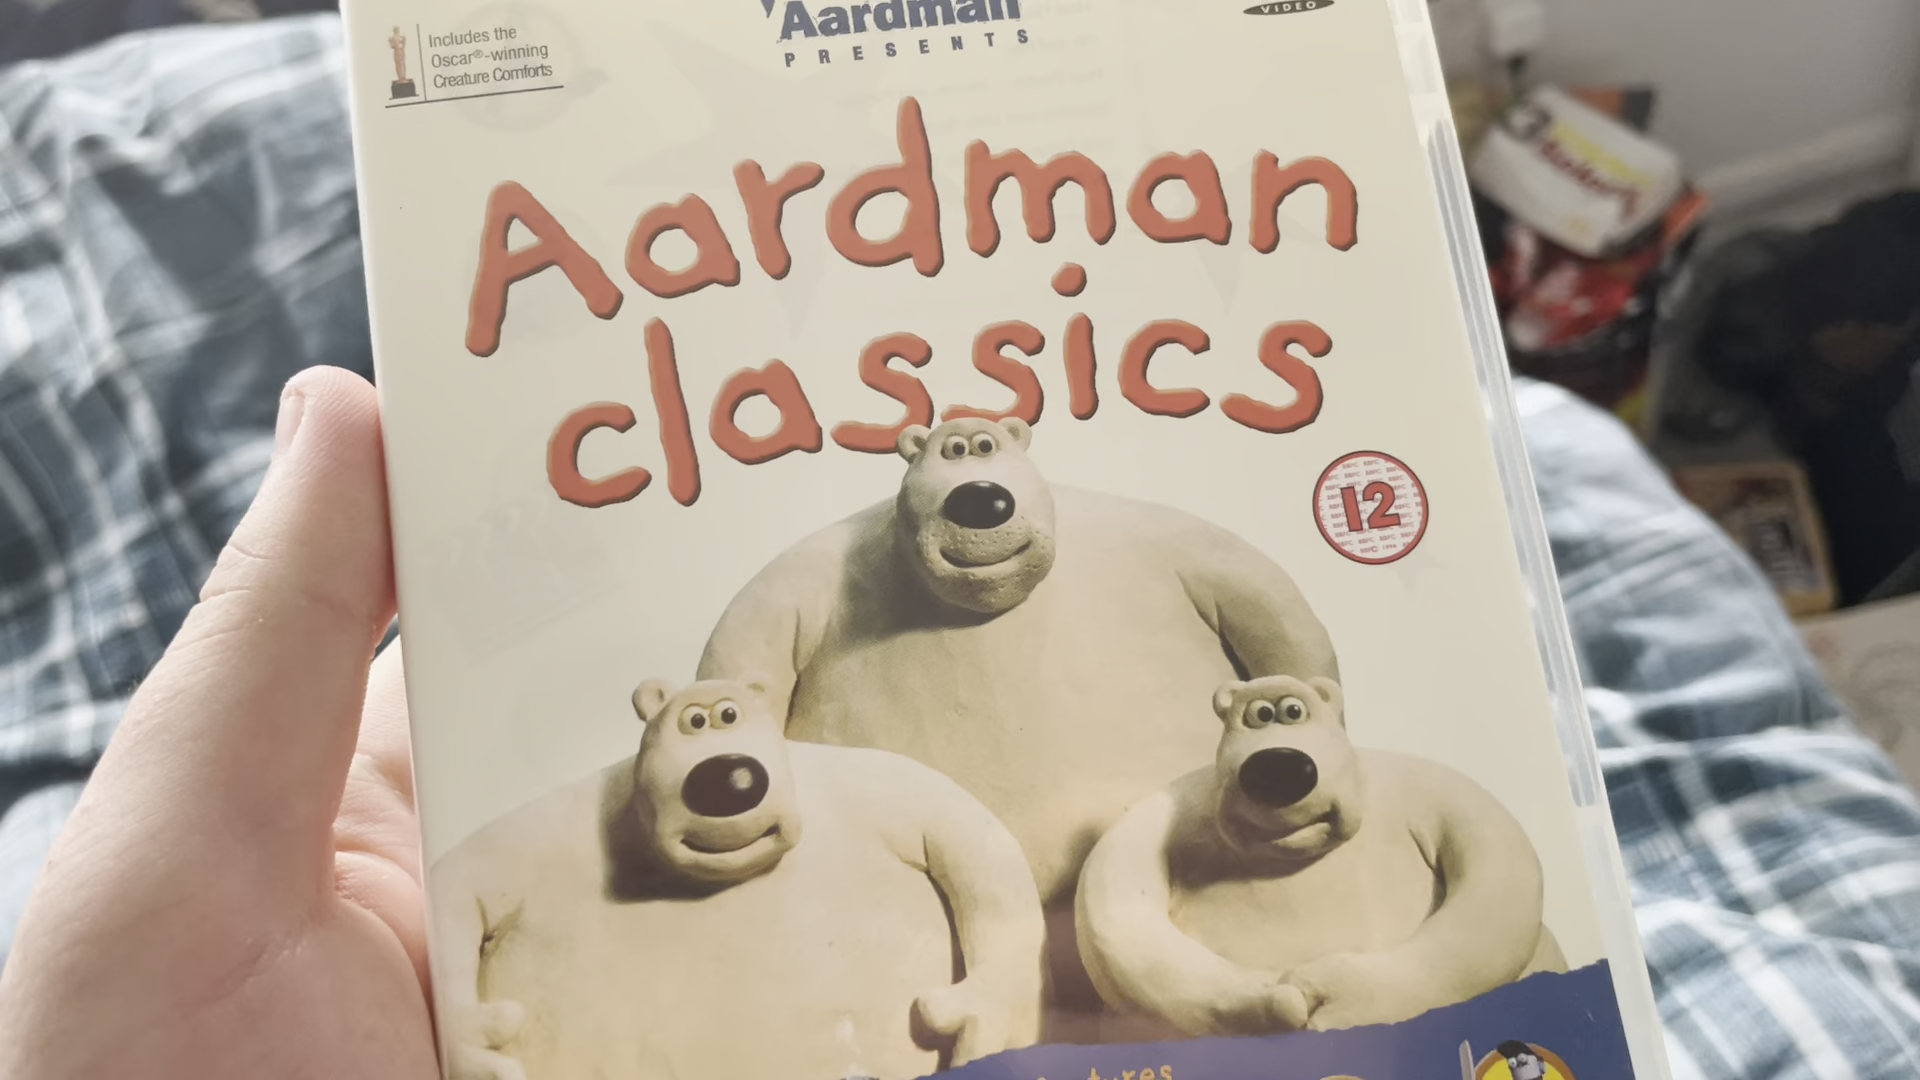 Includes the
Oscar®-winning
Creature Comforts
Aardman
PRESENTS
VIDEO
Aardman
classics
12